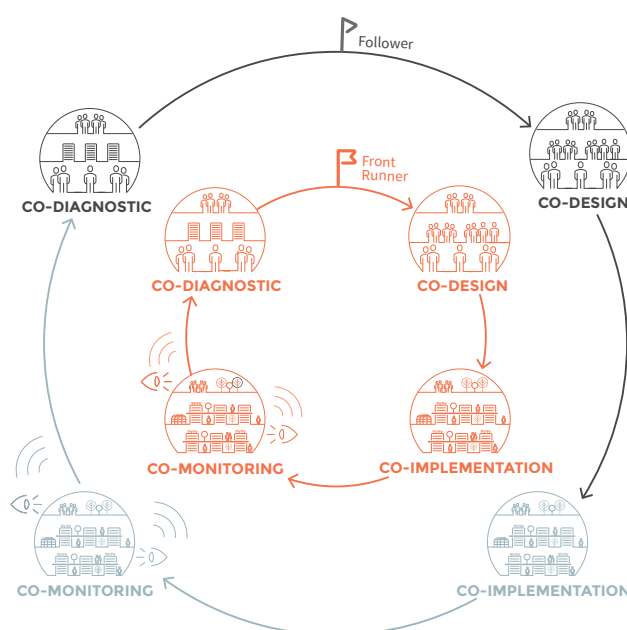 Follower
CO-DIAGNOSTIC
CO-DESIGN
Front
Runner
CO-DIAGNOSTIC
CO-DESIGN
CO-MONITORING
CO-IMPLEMENTATION
CO-MONITORING
CO-IMPLEMENTATION